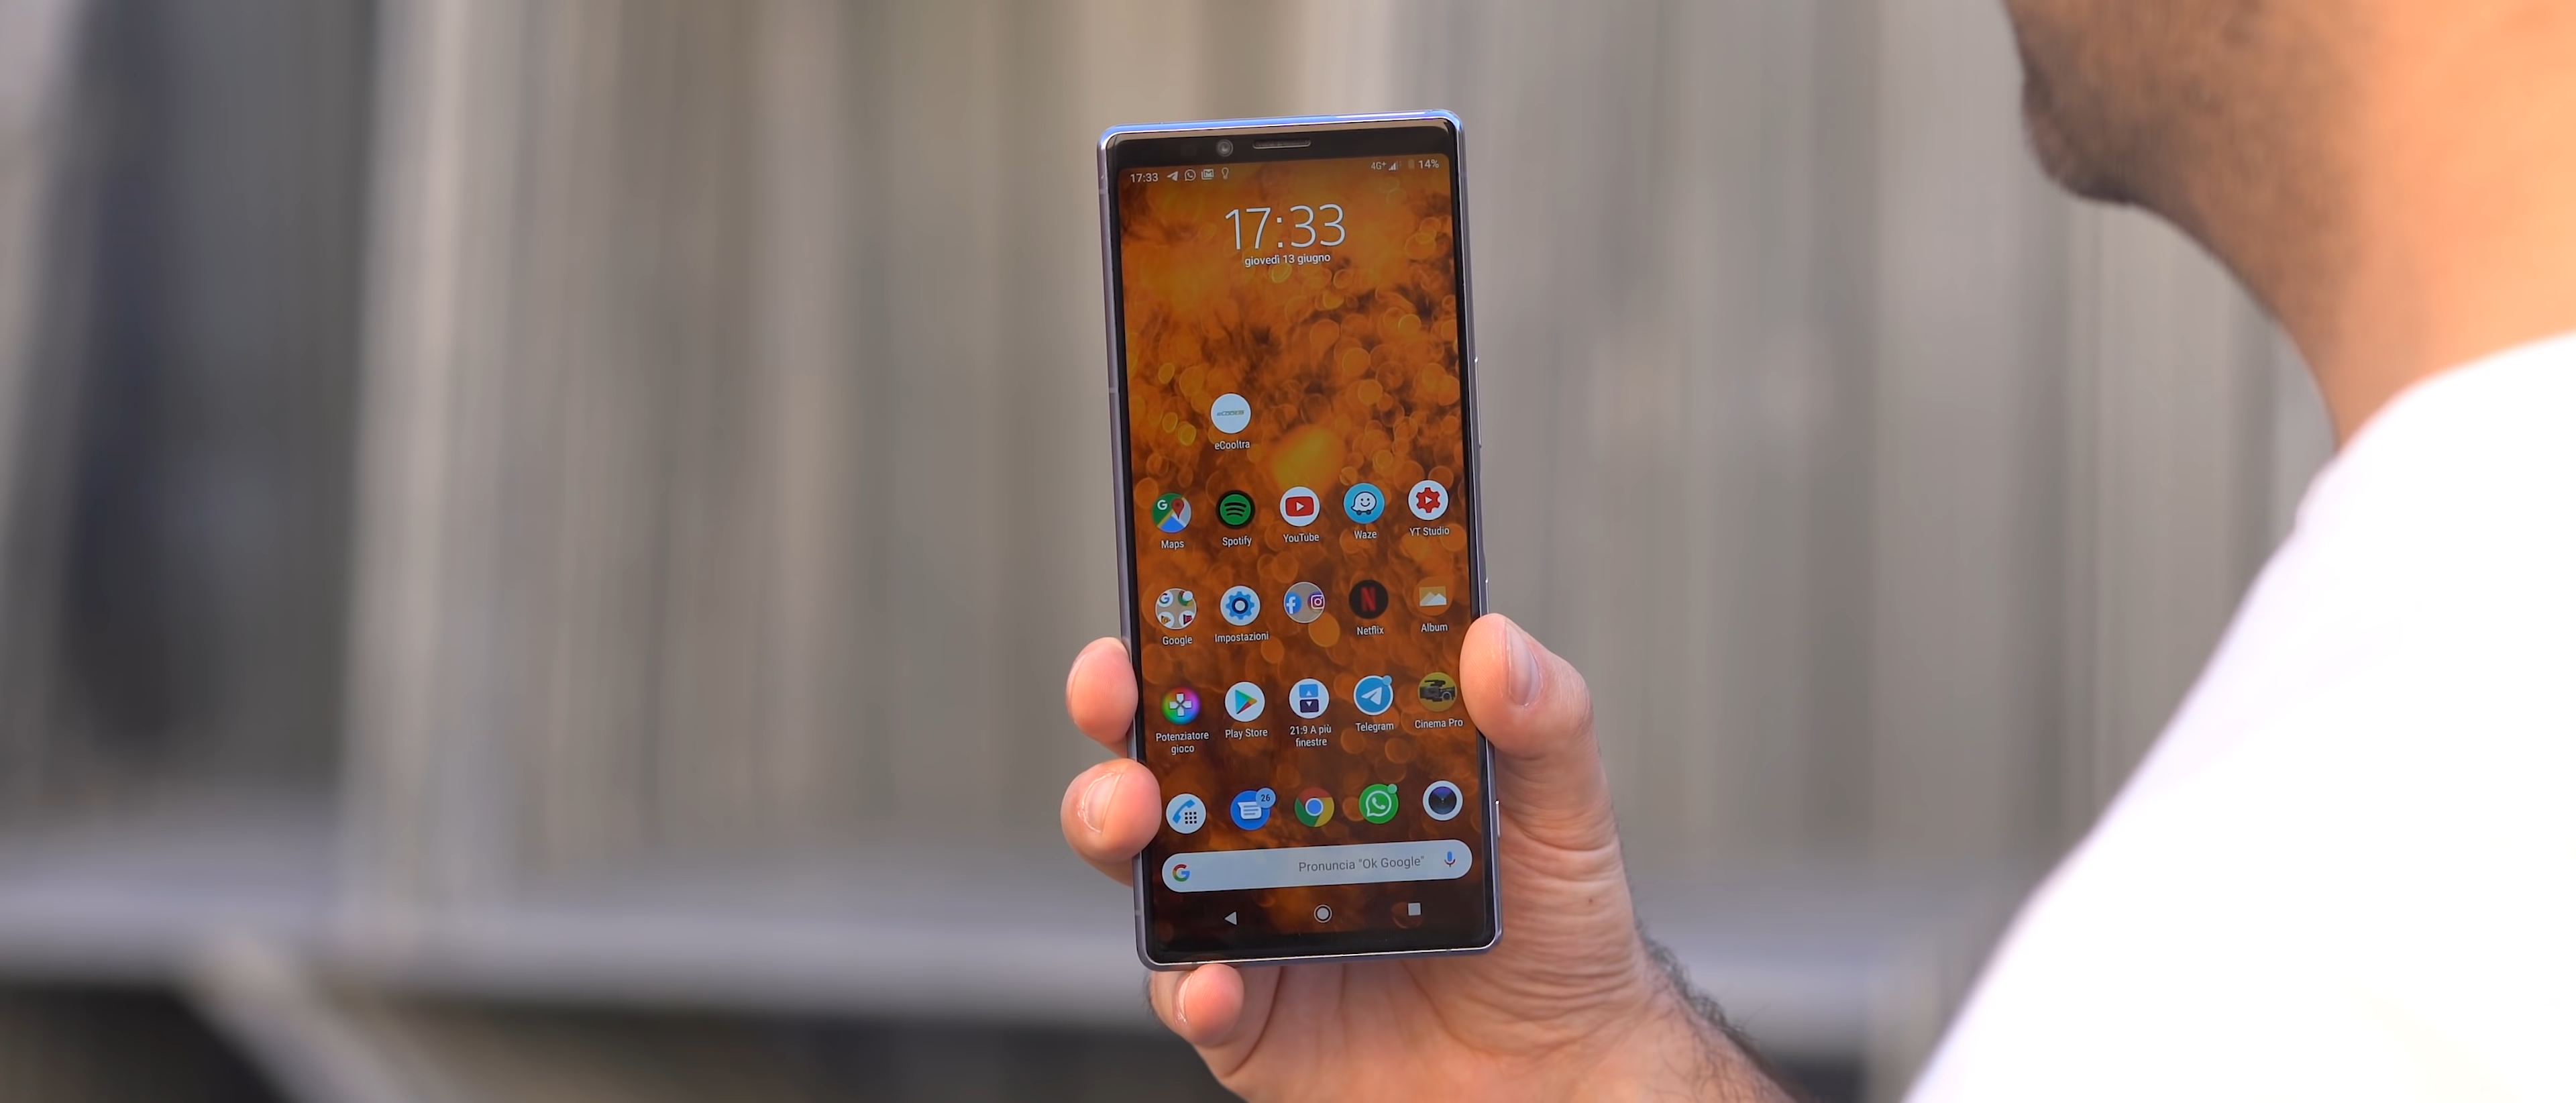 17:33
4G+
14%
17:33
giovedì 13 giugno
eCooltra
Maps
Spotify
YouTube
Waze
YT Studio
Google
Impostazioni
Netflix
Album
Potenziatore
gioco
Play Store
21:9 A più
finestre
Telegram
Cinema Pro
26
Pronuncia "Ok Google"